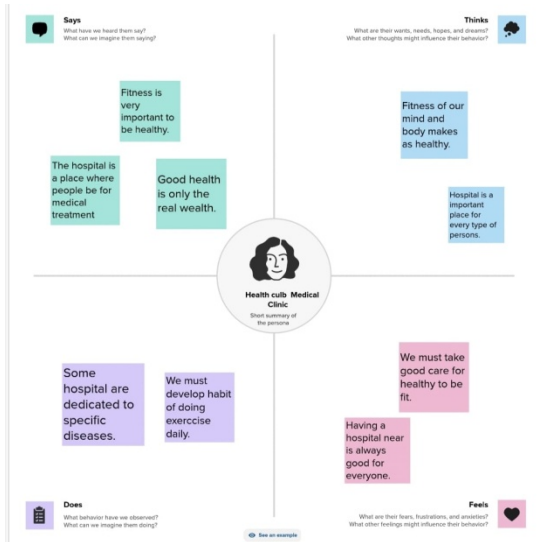 Says
What have we heard them say?
What can we imagine them saying?
Thinks
What are their wants, needs, hopes, and dreams?
What other thoughts might influence their behavior?
Fitness is
very
important to
be healthy.
The hospital is
a place where
people be for
medical
treatment
Good health
is only the
real wealth.
Fitness of our
mind and
body makes
as healthy.
Hospital is a
important
place for
every type of
persons.
Health culb Medical
Clinic
Short summary of
the persona
Some
hospital are
dedicated to
specific
diseases.
We must
develop habit
of doing
exerccise
daily.
We must take
good care for
healthy to be
fit.
Having a
hospital near
is always
good for
everyone.
Does
What behavior have we observed?
What can we imagine them doing?
Feels
What are their fears, frustrations, and anxieties?
What other feelings might influence their behavior?
See an example